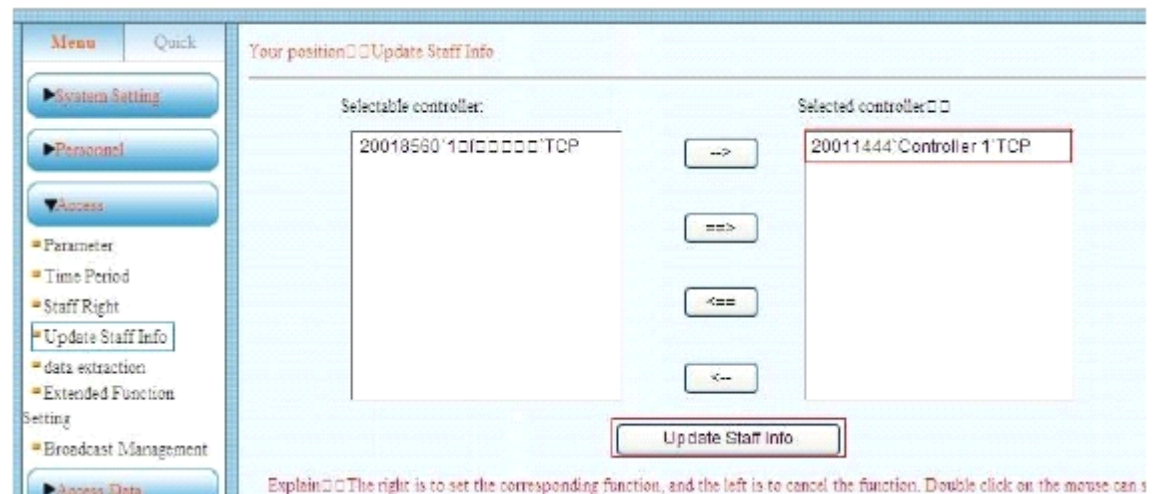 Menu
Quick
Your position□□Update Staff Info
►System Setting
►Personnel
▼Access
Parameter
Time Period
Staff Right
Update Staff Info
data extraction
Extended Function
Setting
Broadcast Management
►Access Data
Selectable controller:
20018560`1□f□□□□□`TCP
-->
==>
<==
<--
Selected controller□□
20011444`Controller 1`TCP
Update Staff Info
Explain□□The right is to set the corresponding function, and the left is to cancel the function. Double click on the mouse can s